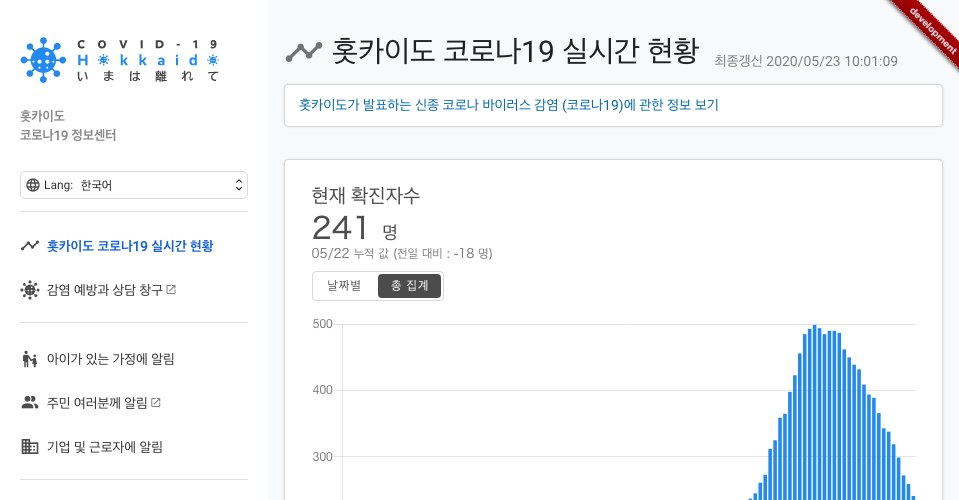 COVID-19
Hokkaido
いまは離れて
홋카이도
코로나19 정보센터
Lang: 한국어
홋카이도 코로나19 실시간 현황
감염 예방과 상담 창구
아이가 있는 가정에 알림
주민 여러분께 알림
기업 및 근로자에 알림
development
홋카이도 코로나19 실시간 현황
최종갱신 2020/05/23 10:01:09
홋카이도가 발표하는 신종 코로나 바이러스 감염 (코로나19)에 관한 정보 보기
현재 확진자수
241 명
05/22 누적 값 (전일 대비 : -18 명)
날짜별 총 집계
500
400
300